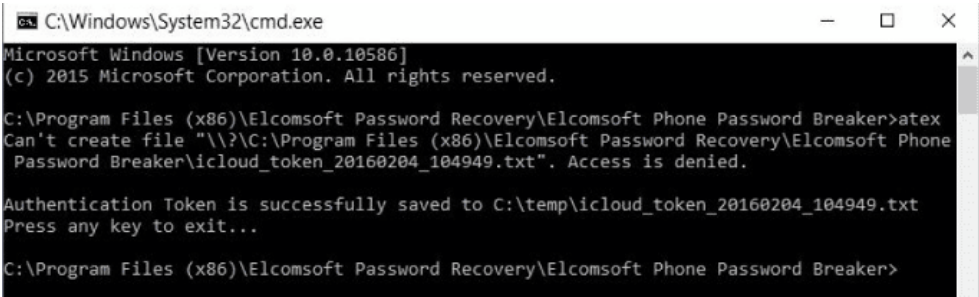 C:\Windows\System32\cmd.exe
Microsoft Windows [Version 10.0.10586]
(c) 2015 Microsoft Corporation. All rights reserved.
C:\Program Files (x86)\Elcomsoft Password Recovery\Elcomsoft Phone Password Breaker>atex
Can't create file "\\?\C:\Program Files (x86)\Elcomsoft Password Recovery\Elcomsoft Phone
Password Breaker\icloud_token_20160204_104949.txt". Access is denied.
Authentication Token is successfully saved to C:\temp\icloud_token_20160204_104949.txt
Press any key to exit...
C:\Program Files (x86)\Elcomsoft Password Recovery\Elcomsoft Phone Password Breaker>